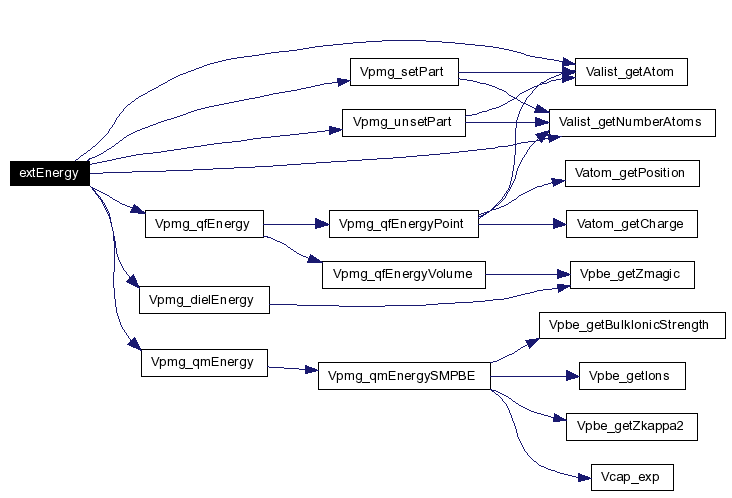 Vpmg_setPart
Valist_getAtom
Vpmg_unsetPart
Valist_getNumberAtoms
extEnergy
Vatom_getPosition
Vpmg_qfEnergy
Vpmg_qfEnergyPoint
Vatom_getCharge
Vpmg_qfEnergyVolume
Vpbe_getZmagic
Vpmg_dielEnergy
Vpbe_getBulkIonicStrength
Vpmg_qmEnergy
Vpmg_qmEnergySMPBE
Vpbe_getIons
Vpbe_getZkappa2
Vcap_exp